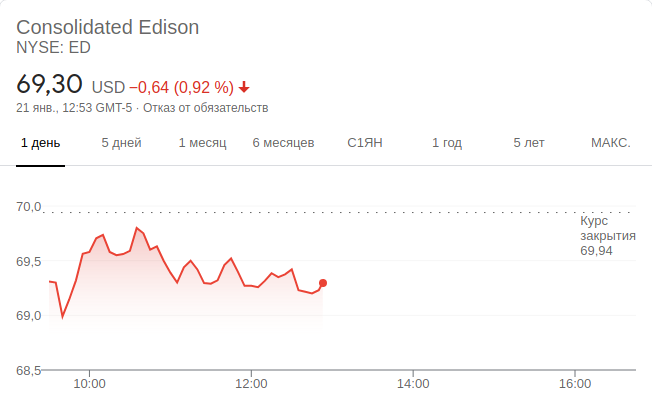 Consolidated Edison
NYSE: ED
69,30 USD −0,64 (0,92 %)
21 янв., 12:53 GMT-5 · Отказ от обязательств
1 день 5 дней 1 месяц 6 месяцев С1ЯН 1 год 5 лет МАКС.
70,0
Курс
закрытия
69,94
69,5
69,0
68,5
10:00 12:00 14:00 16:00